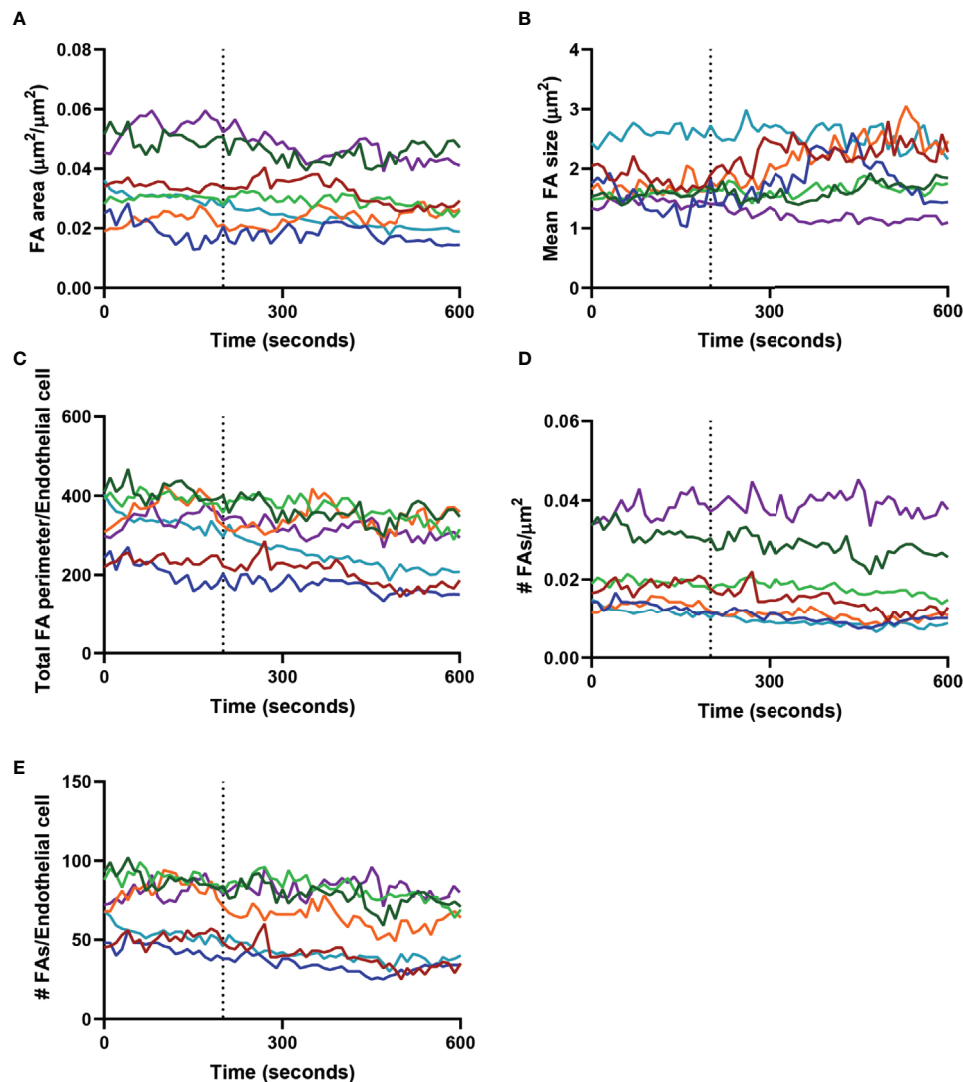 A
FA area (μm²/μm²)
0.08
0.06
0.04
0.02
0.00
0
300
600
Time (seconds)
B
Mean FA size (μm²)
4
3
2
1
0
0
300
600
Time (seconds)
C
Total FA perimeter/Endothelial cell
600
400
200
0
0
300
600
Time (seconds)
D
# FAs/μm²
0.06
0.04
0.02
0.00
0
300
600
Time (seconds)
E
# FAs/Endothelial cell
150
100
50
0
0
300
600
Time (seconds)